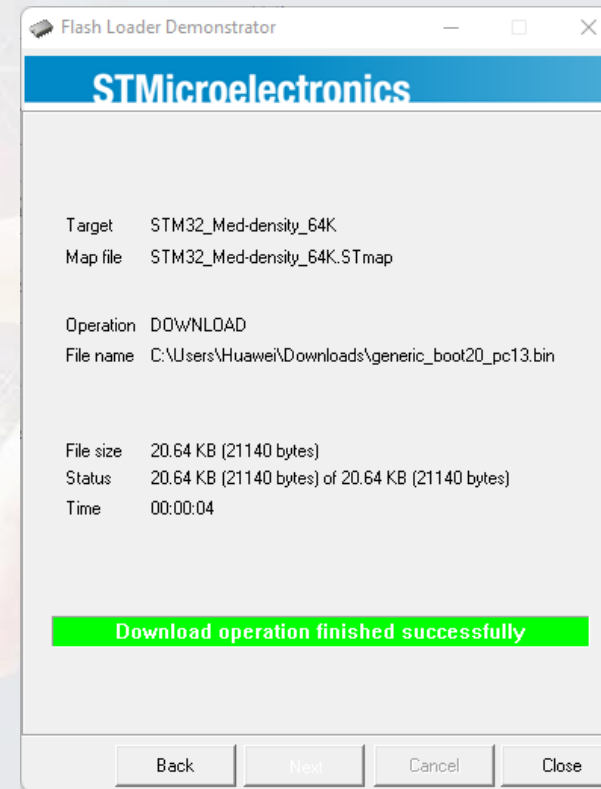 Flash Loader Demonstrator
STMicroelectronics
Target STM32_Med-density_64K
Map file STM32_Med-density_64K.STmap
Operation DOWNLOAD
File name C:\Users\Huawei\Downloads\generic_boot20_pc13.bin
File size 20.64 KB (21140 bytes)
Status 20.64 KB (21140 bytes) of 20.64 KB (21140 bytes)
Time 00:00:04
Download operation finished successfully
Back Next Cancel Close